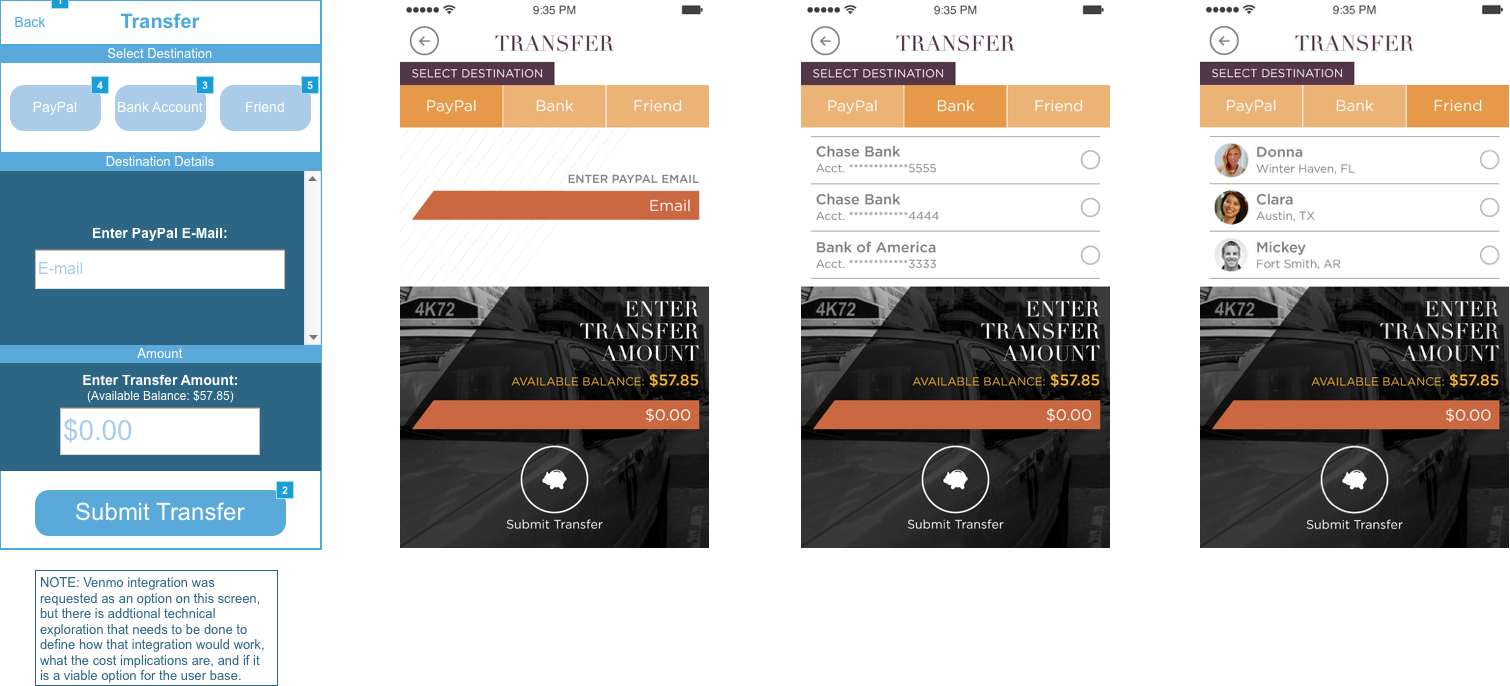 1
Back
Transfer
Select Destination
4
3
5
PayPal
Bank Account
Friend
Destination Details
Enter PayPal E-Mail:
E-mail
Amount
Enter Transfer Amount:
(Available Balance: $57.85)
$0.00
2
Submit Transfer
NOTE: Venmo integration was
requested as an option on this screen,
but there is addtional technical
exploration that needs to be done to
define how that integration would work,
what the cost implications are, and if it
is a viable option for the user base.
9:35 PM
TRANSFER
SELECT DESTINATION
PayPal
Bank
Friend
ENTER PAYPAL EMAIL
Email
4K72
ENTER
TRANSFER
AMOUNT
AVAILABLE BALANCE: $57.85
$0.00
Submit Transfer
9:35 PM
TRANSFER
SELECT DESTINATION
PayPal
Bank
Friend
Chase Bank
Acct. ************5555
Chase Bank
Acct. ************4444
Bank of America
Acct. ************3333
4K72
ENTER
TRANSFER
AMOUNT
AVAILABLE BALANCE: $57.85
$0.00
Submit Transfer
9:35 PM
TRANSFER
SELECT DESTINATION
PayPal
Bank
Friend
Donna
Winter Haven, FL
Clara
Austin, TX
Mickey
Fort Smith, AR
4K72
ENTER
TRANSFER
AMOUNT
AVAILABLE BALANCE: $57.85
$0.00
Submit Transfer